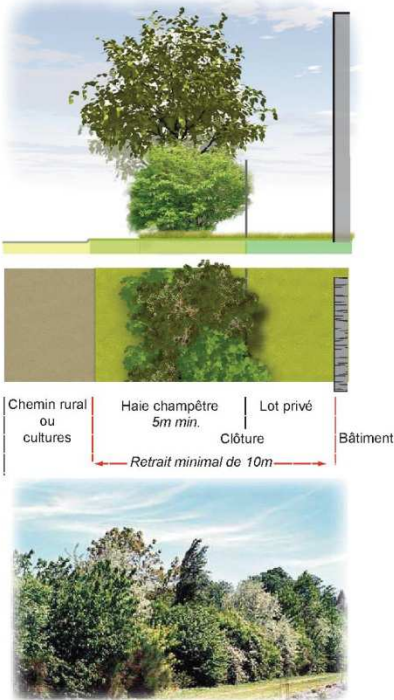 Chemin rural
ou
cultures
Haie champêtre
5m min.
Lot privé
Clôture
Bâtiment
Retrait minimal de 10m